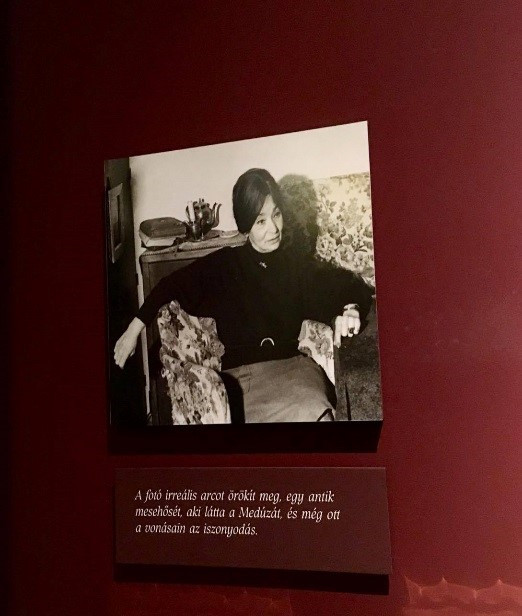 A fotó irreális arcot örökít meg, egy antik
mesehősét, aki látta a Medúzát, és még ott
a vonásain az iszonyodás.